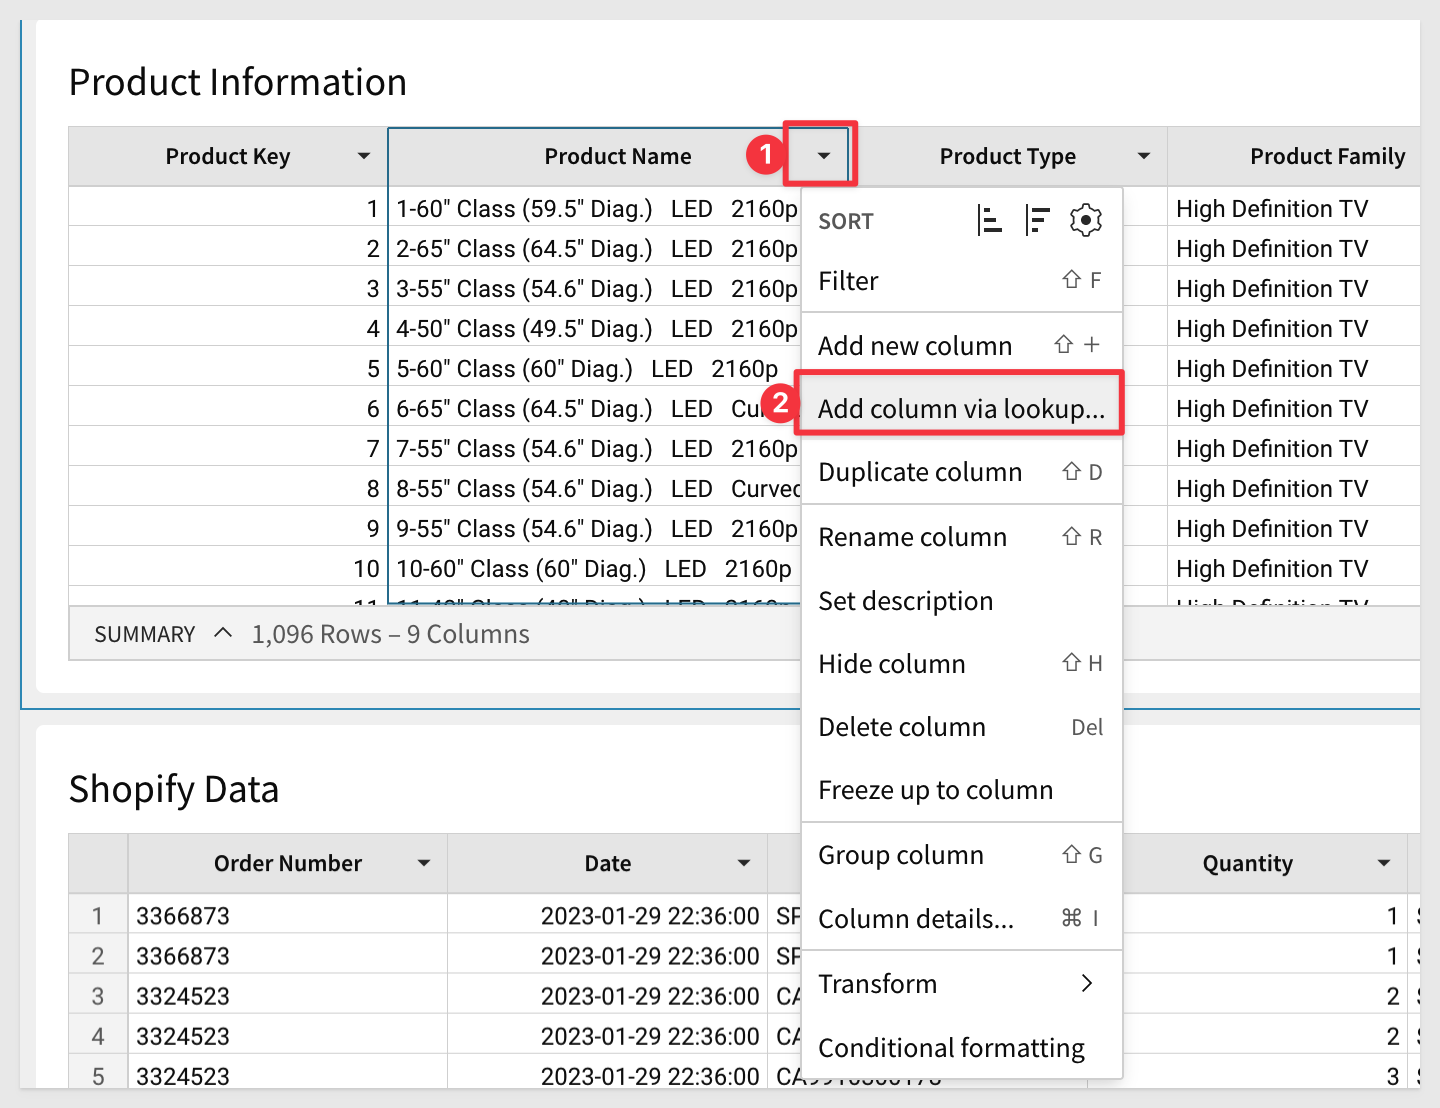 Product Information
Product Key Product Name 1 Product Type Product Family
1 1-60" Class (59.5" Diag.) LED 2160p High Definition TV
SORT
2 2-65" Class (64.5" Diag.) LED 2160p High Definition TV
Filter ⇧ F
3 3-55" Class (54.6" Diag.) LED 2160p High Definition TV
4 4-50" Class (49.5" Diag.) LED 2160p High Definition TV
Add new column ⇧ +
5 5-60" Class (60" Diag.) LED 2160p High Definition TV
2 Add column via lookup...
6 6-65" Class (64.5" Diag.) LED High Definition TV
7 7-55" Class (54.6" Diag.) LED 2160p High Definition TV
Duplicate column ⇧ D
8 8-55" Class (54.6" Diag.) LED Curved High Definition TV
9 9-55" Class (54.6" Diag.) LED 2160p High Definition TV
Rename column ⇧ R
10 10-60" Class (60" Diag.) LED 2160p High Definition TV
Set description
SUMMARY 1,096 Rows – 9 Columns
Hide column ⇧ H
Delete column Del
Freeze up to column
Shopify Data
Group column ⇧ G
Order Number Date Quantity
Column details... ⌘ I
1 3366873 2023-01-29 22:36:00 1
2 3366873 2023-01-29 22:36:00 1
Transform
3 3324523 2023-01-29 22:36:00 2
4 3324523 2023-01-29 22:36:00 2
Conditional formatting
5 3324523 2023-01-29 22:36:00 3